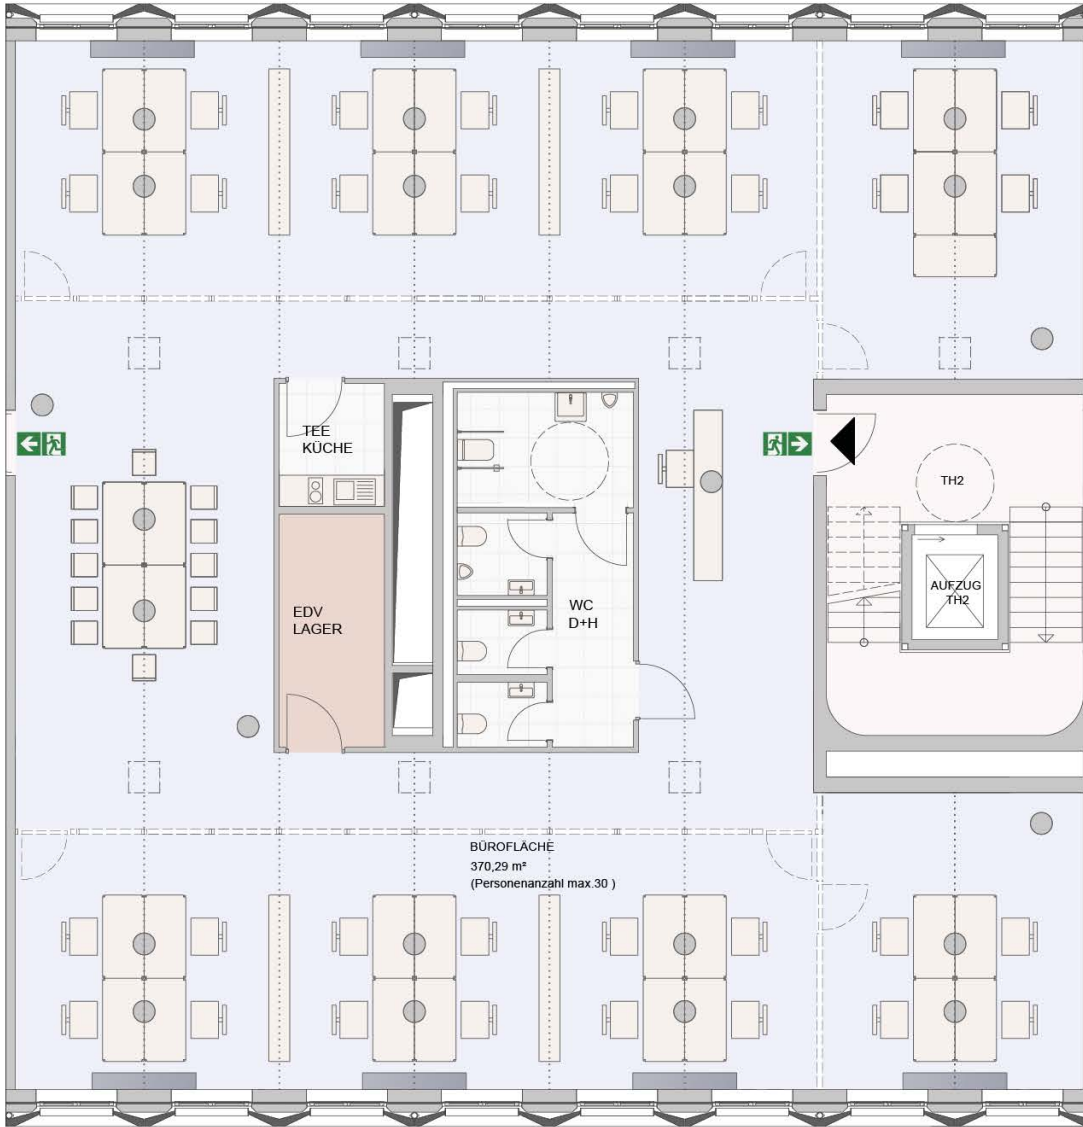 TEE
KÜCHE
TH2
EDV
LAGER
WC
D+H
AUFZUG
TH2
BÜROFLÄCHE
370,29 m²
(Personenanzahl max.30 )